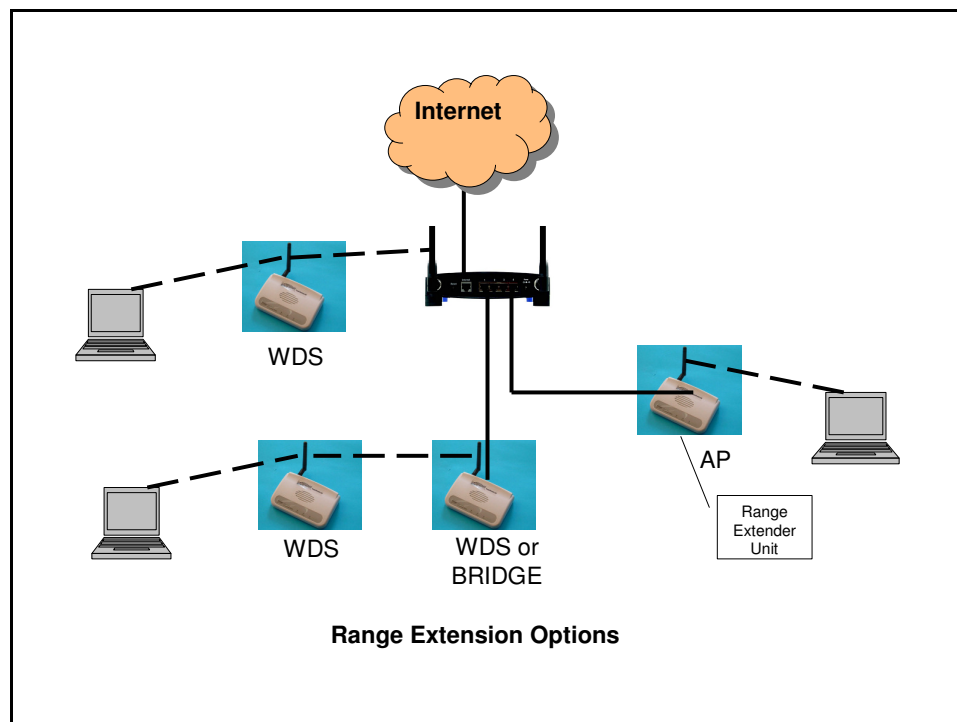 Internet
WDS
AP
Range
Extender
Unit
WDS
WDS or
BRIDGE
Range Extension Options